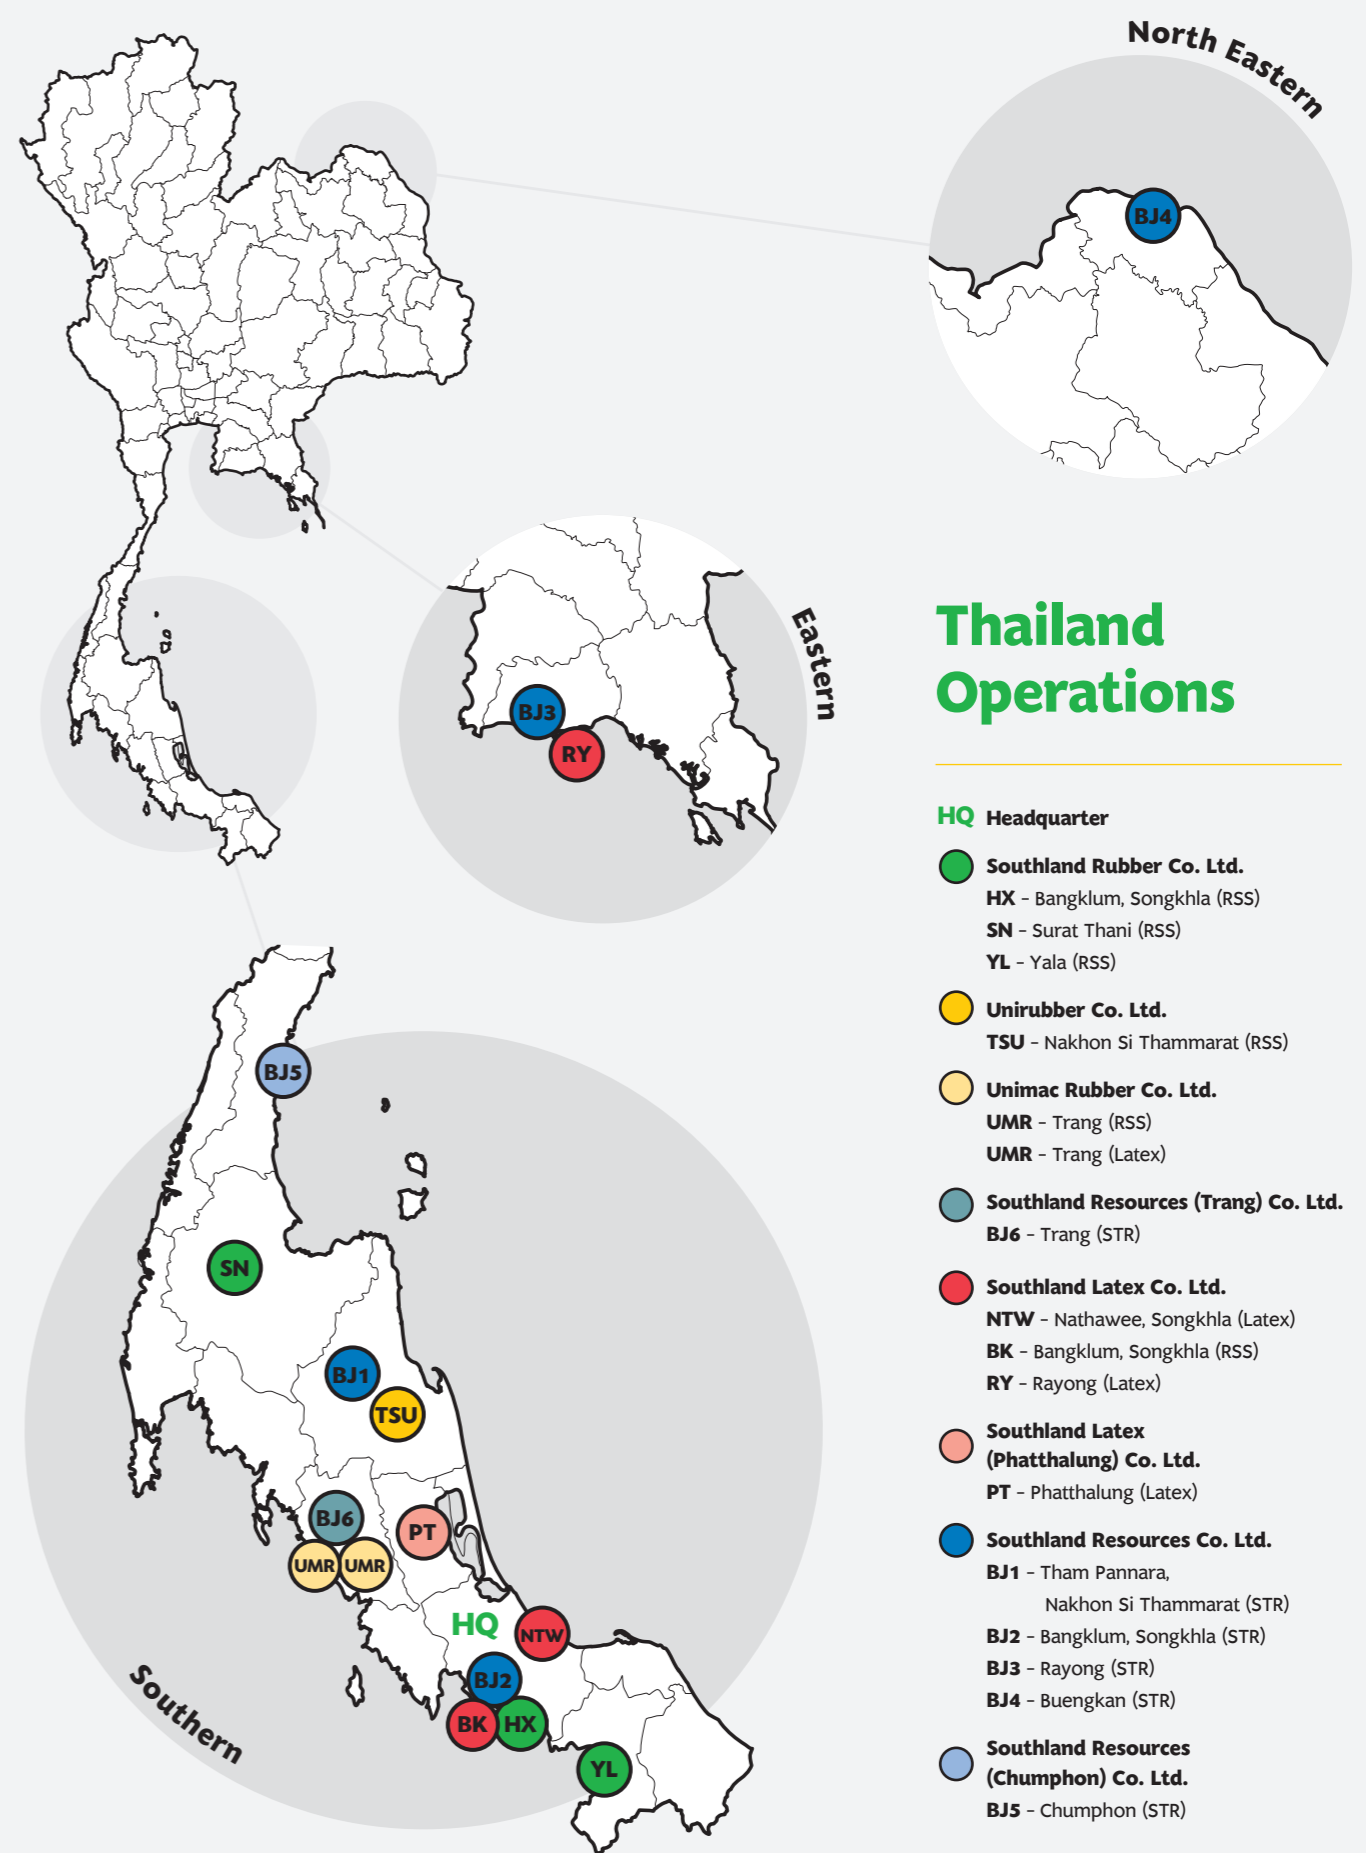 North Eastern
BJ4
Eastern
BJ3
RY
Thailand
Operations
HQ Headquarter
Southland Rubber Co. Ltd.
HX - Bangklum, Songkhla (RSS)
SN - Surat Thani (RSS)
YL - Yala (RSS)
Unirubber Co. Ltd.
TSU - Nakhon Si Thammarat (RSS)
Unimac Rubber Co. Ltd.
UMR - Trang (RSS)
UMR - Trang (Latex)
Southland Resources (Trang) Co. Ltd.
BJ6 - Trang (STR)
Southland Latex Co. Ltd.
NTW - Nathawee, Songkhla (Latex)
BK - Bangklum, Songkhla (RSS)
RY - Rayong (Latex)
Southland Latex
(Phatthalung) Co. Ltd.
PT - Phatthalung (Latex)
Southland Resources Co. Ltd.
BJ1 - Tham Pannara,
Nakhon Si Thammarat (STR)
BJ2 - Bangklum, Songkhla (STR)
BJ3 - Rayong (STR)
BJ4 - Buengkan (STR)
Southland Resources
(Chumphon) Co. Ltd.
BJ5 - Chumphon (STR)
BJ5
SN
BJ1
TSU
BJ6
PT
UMR UMR
HQ
NTW
BJ2
BK HX
YL
Southern